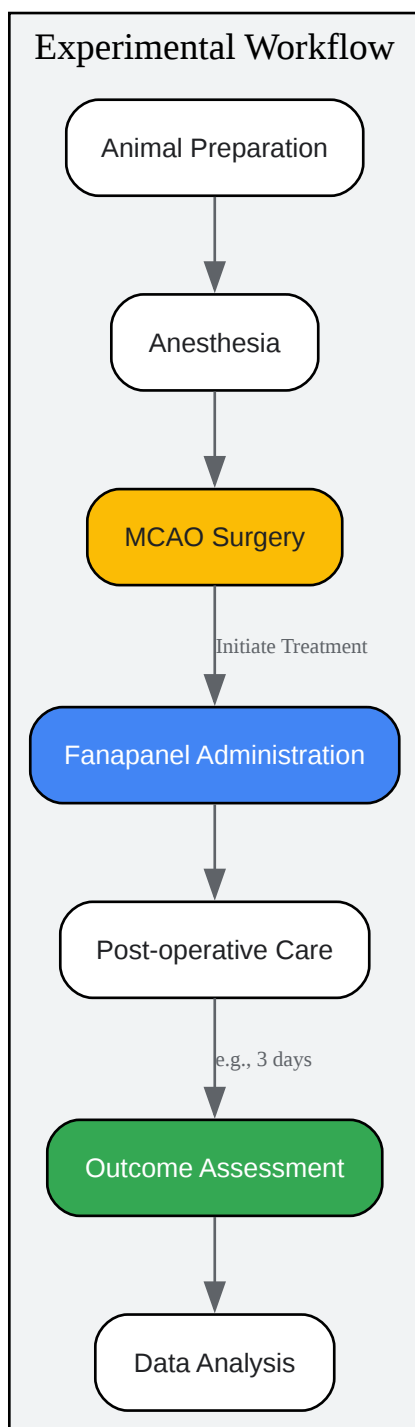 Experimental Workflow
Animal Preparation
Anesthesia
MCAO Surgery
Initiate Treatment
Fanapanel Administration
Post-operative Care
e.g., 3 days
Outcome Assessment
Data Analysis